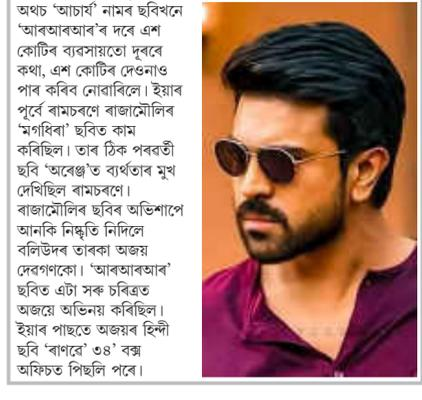 অথচ ‘আচার্য’ নামৰ ছবিখনে
‘আৰআৰআৰ’ৰ দৰে এশ
কোটিৰ ব্যৱসায়তো দূৰৰে
কথা, এশ কোটিৰ দেওনাও
পাৰ কৰিব নোৱাৰিলে। ইয়াৰ
পূৰ্বে ৰামচৰণে ৰাজামৌলিৰ
‘মগধিৰা’ ছবিত কাম
কৰিছিল। তাৰ ঠিক পৰৱৰ্তী
ছবি ‘অৰেঞ্জ’ত ব্যৰ্থতাৰ মুখ
দেখিছিল ৰামচৰণে।
ৰাজামৌলিৰ ছবিৰ অভিশাপে
আনকি নিষ্কৃতি নিদিলে
বলিউদৰ তাৰকা অজয়
দেৱগণকো। ‘আৰআৰআৰ’
ছবিত এটা সৰু চৰিত্ৰত
অজয়ে অভিনয় কৰিছিল।
ইয়াৰ পাছতে অজয়ৰ হিন্দী
ছবি ‘ৰাণৱে’ ৩৪’ বক্স
অফিচত পিছলি পৰে।